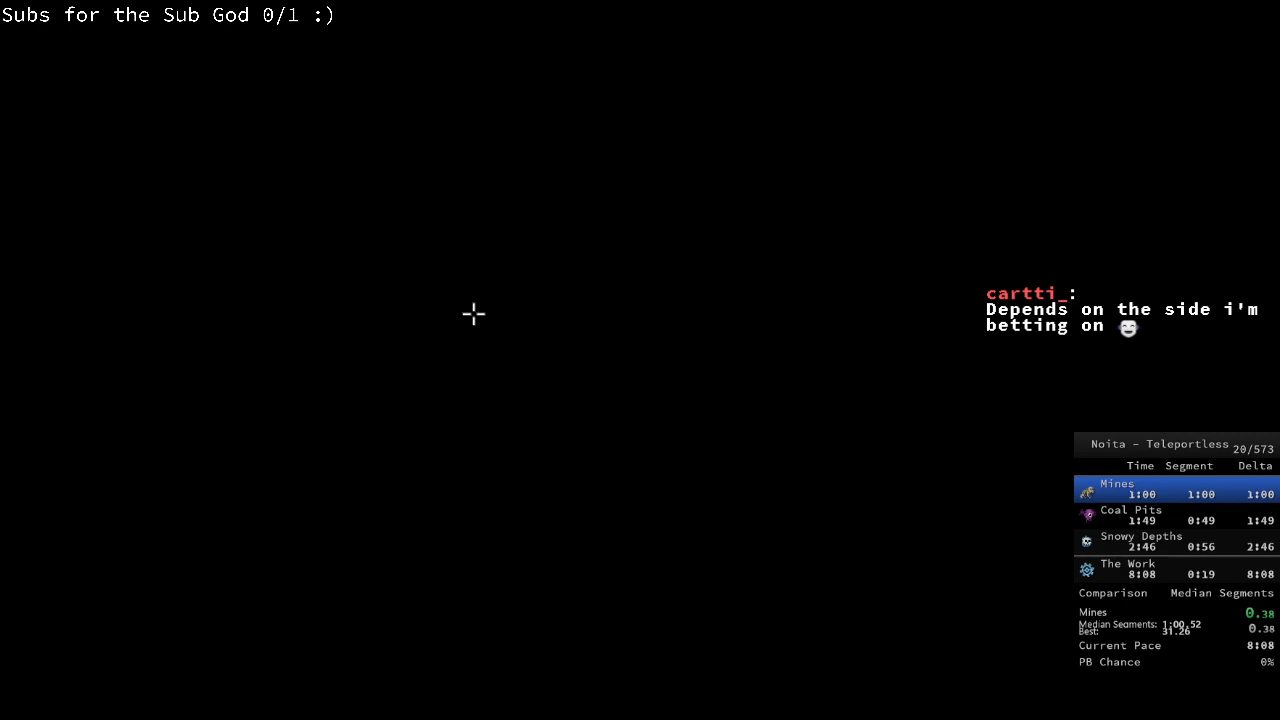 Subs for the Sub God 0/1 :)
cartti_:
Depends on the side i'm
betting on
Noita - Teleportless 20/573
Time Segment Delta
Mines
1:00 1:00 1:00
Coal Pits
1:49 0:49 1:49
Snowy Depths
2:46 0:56 2:46
The Work
8:08 0:19 8:08
Comparison Median Segments
Mines 0.38
Median Segments: 1:00.52
Best: 31.26 0.38
Current Pace 8:08
PB Chance 0%